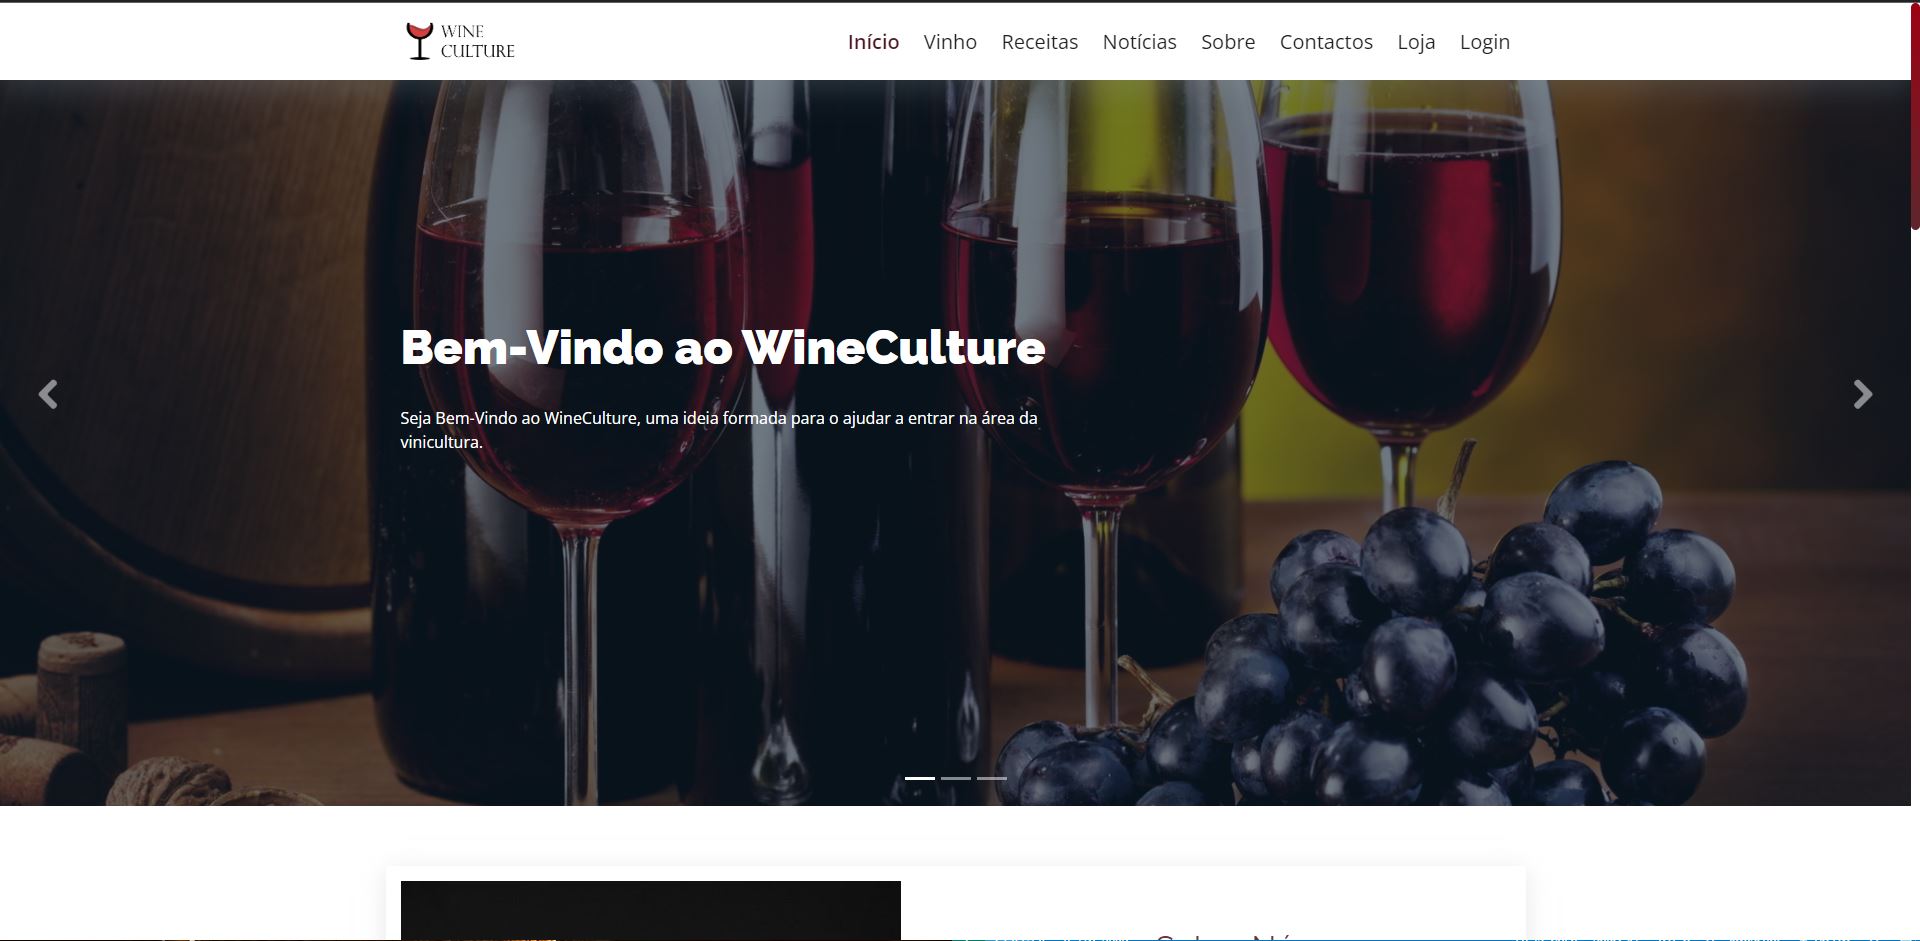 WINE
CULTURE
Início Vinho Receitas Notícias Sobre Contactos Loja Login
Bem-Vindo ao WineCulture
Seja Bem-Vindo ao WineCulture, uma ideia formada para o ajudar a entrar na área da
vinicultura.